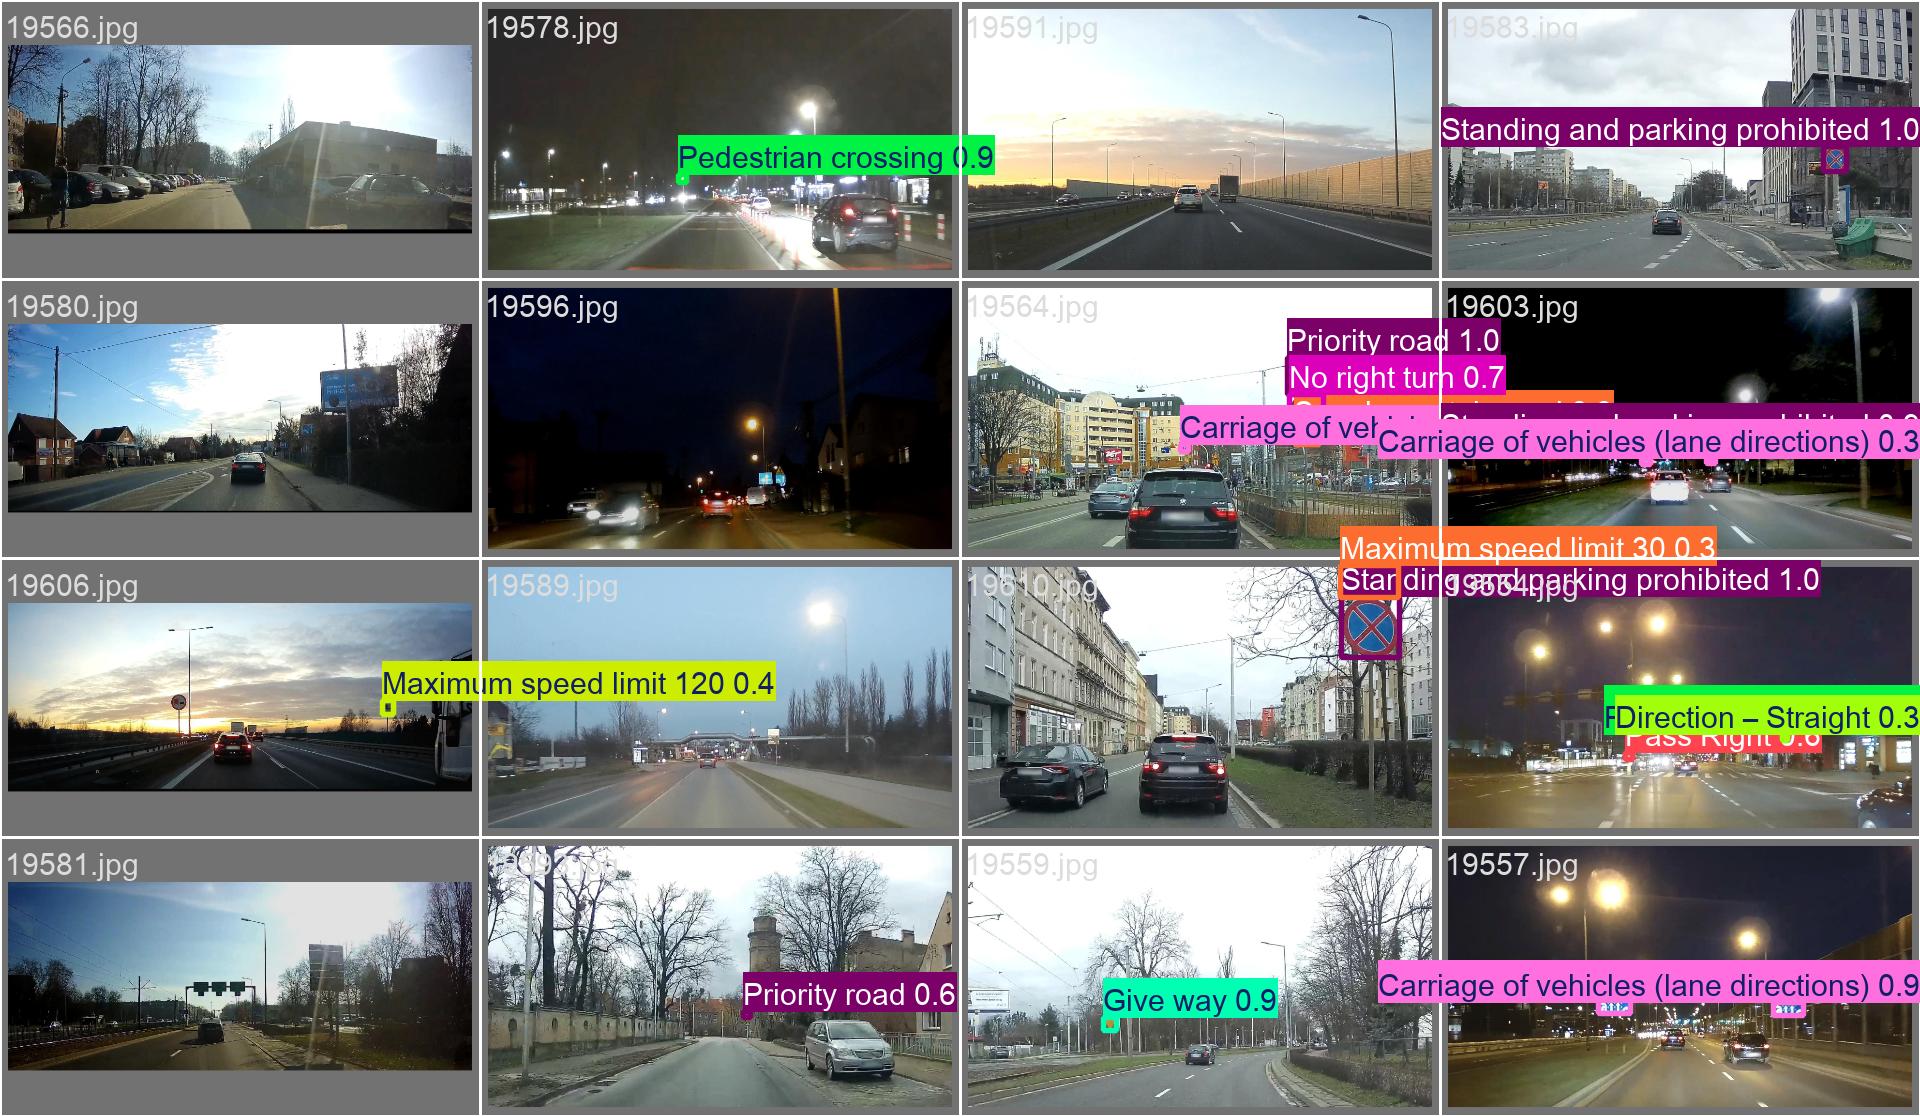 19566.jpg
19578.jpg
19591.jpg
19583.jpg
Pedestrian crossing 0.9
Standing and parking prohibited 1.0
19580.jpg
19596.jpg
19564.jpg
19603.jpg
Priority road 1.0
No right turn 0.7
Carriage of veh
Carriage of vehicles (lane directions) 0.3
Maximum speed limit 30 0.3
Standing and parking prohibited 1.0
19606.jpg
19589.jpg
19610.jpg
Maximum speed limit 120 0.4
Direction – Straight 0.3
Pass Right 0.6
19581.jpg
19559.jpg
19557.jpg
Priority road 0.6
Give way 0.9
Carriage of vehicles (lane directions) 0.9